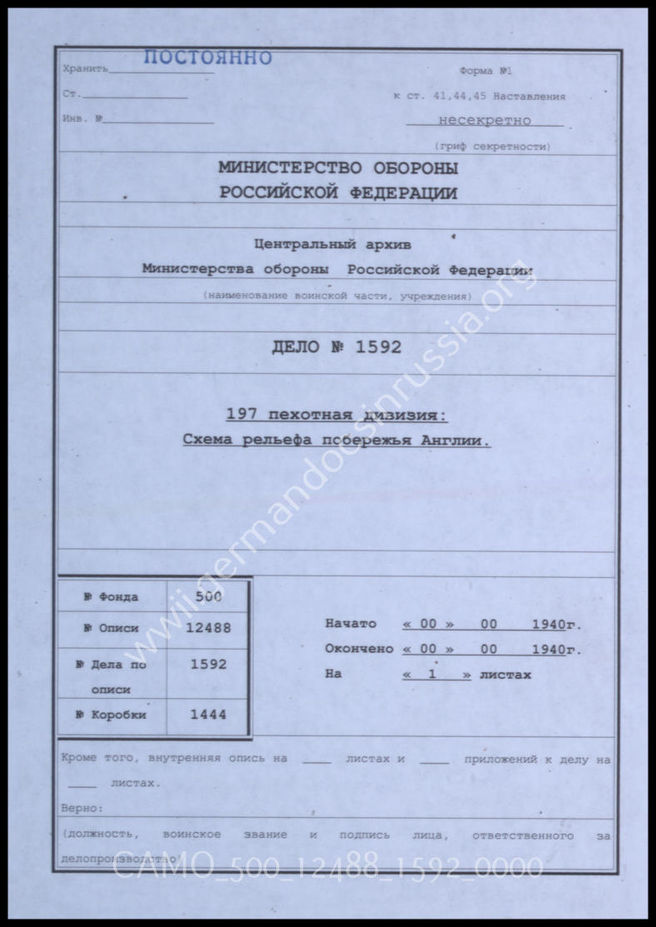 ПОСТОЯННО
Хранить
Форма №1
Ст.
к ст. 41,44,45 Наставления
Инв. №
несекретно
(гриф секретности)
МИНИСТЕРСТВО ОБОРОНЫ
РОССИЙСКОЙ ФЕДЕРАЦИИ
Центральный архив
Министерства обороны Российской Федерации
(наименование воинской части, учреждения)
ДЕЛО № 1592
197 пехотная дивизия:
Схема рельефа побережья Англии.
№ Фонда 500
№ Описи 12488
№ Дела по описи 1592
№ Коробки 1444
Начато « 00 » 00 1940г.
Окончено « 00 » 00 1940г.
На « 1 » листах
Кроме того, внутренняя опись на ____ листах и ____ приложений к делу на
____ листах.
Верно:
(должность, воинское звание и подпись лица, ответственного за
делопроизводство)
www.germandocsinrussia.org
CAMO_500_12488_1592_0000